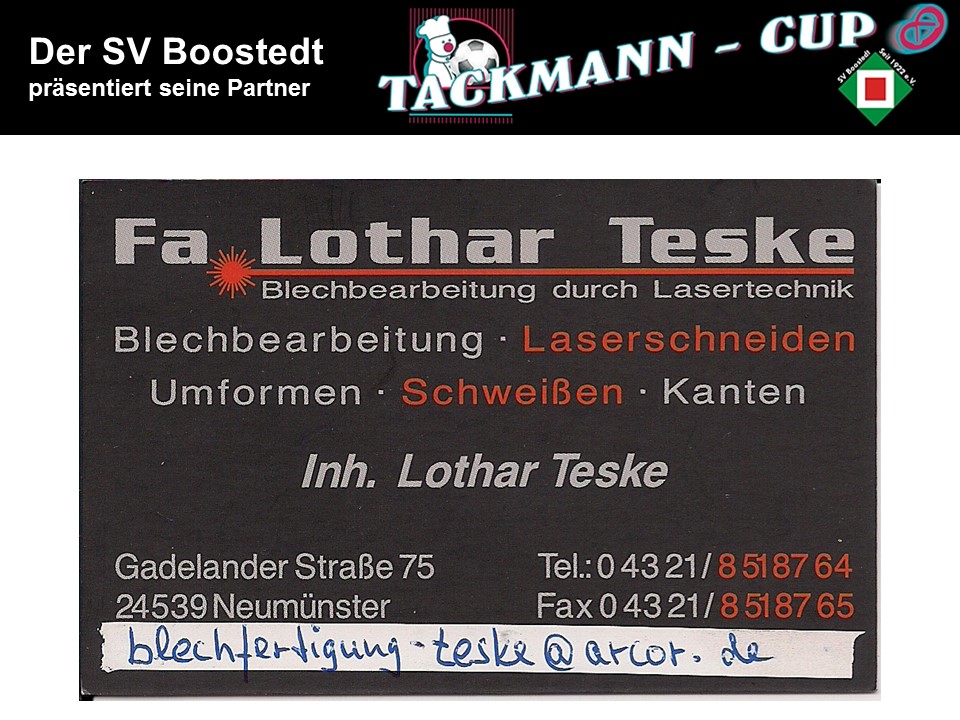 Der SV Boostedt
präsentiert seine Partner
TACKMANN - CUP
SV Boostedt Seit 1922 e.V.
Fa Lothar Teske
Blechbearbeitung durch Lasertechnik
Blechbearbeitung · Laserschneiden
Umformen · Schweißen · Kanten
Inh. Lothar Teske
Gadelander Straße 75
24539 Neumünster
Tel.: 0 43 21 / 8 51 87 64
Fax 0 43 21 / 8 51 87 65
blechfertigung-teske@arcor.de